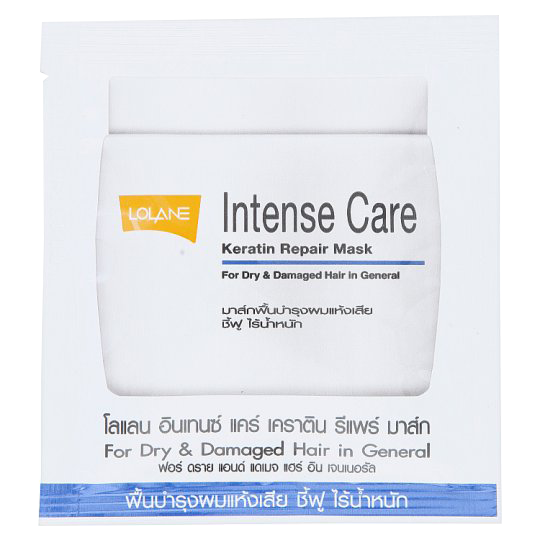 LOLANE
Intense Care
Keratin Repair Mask
For Dry & Damaged Hair in General
มาส์กฟื้นบำรุงผมแห้งเสีย
ชี้ฟู ไร้น้ำหนัก
โลแลน อินเทนซ์ แคร์ เคราติน รีแพร์ มาส์ก
For Dry & Damaged Hair in General
ฟอร์ ดราย แอนด์ แดเมจ แฮร์ อิน เจนเนอรัล
ฟื้นบำรุงผมแห้งเสีย ชี้ฟู ไร้น้ำหนัก